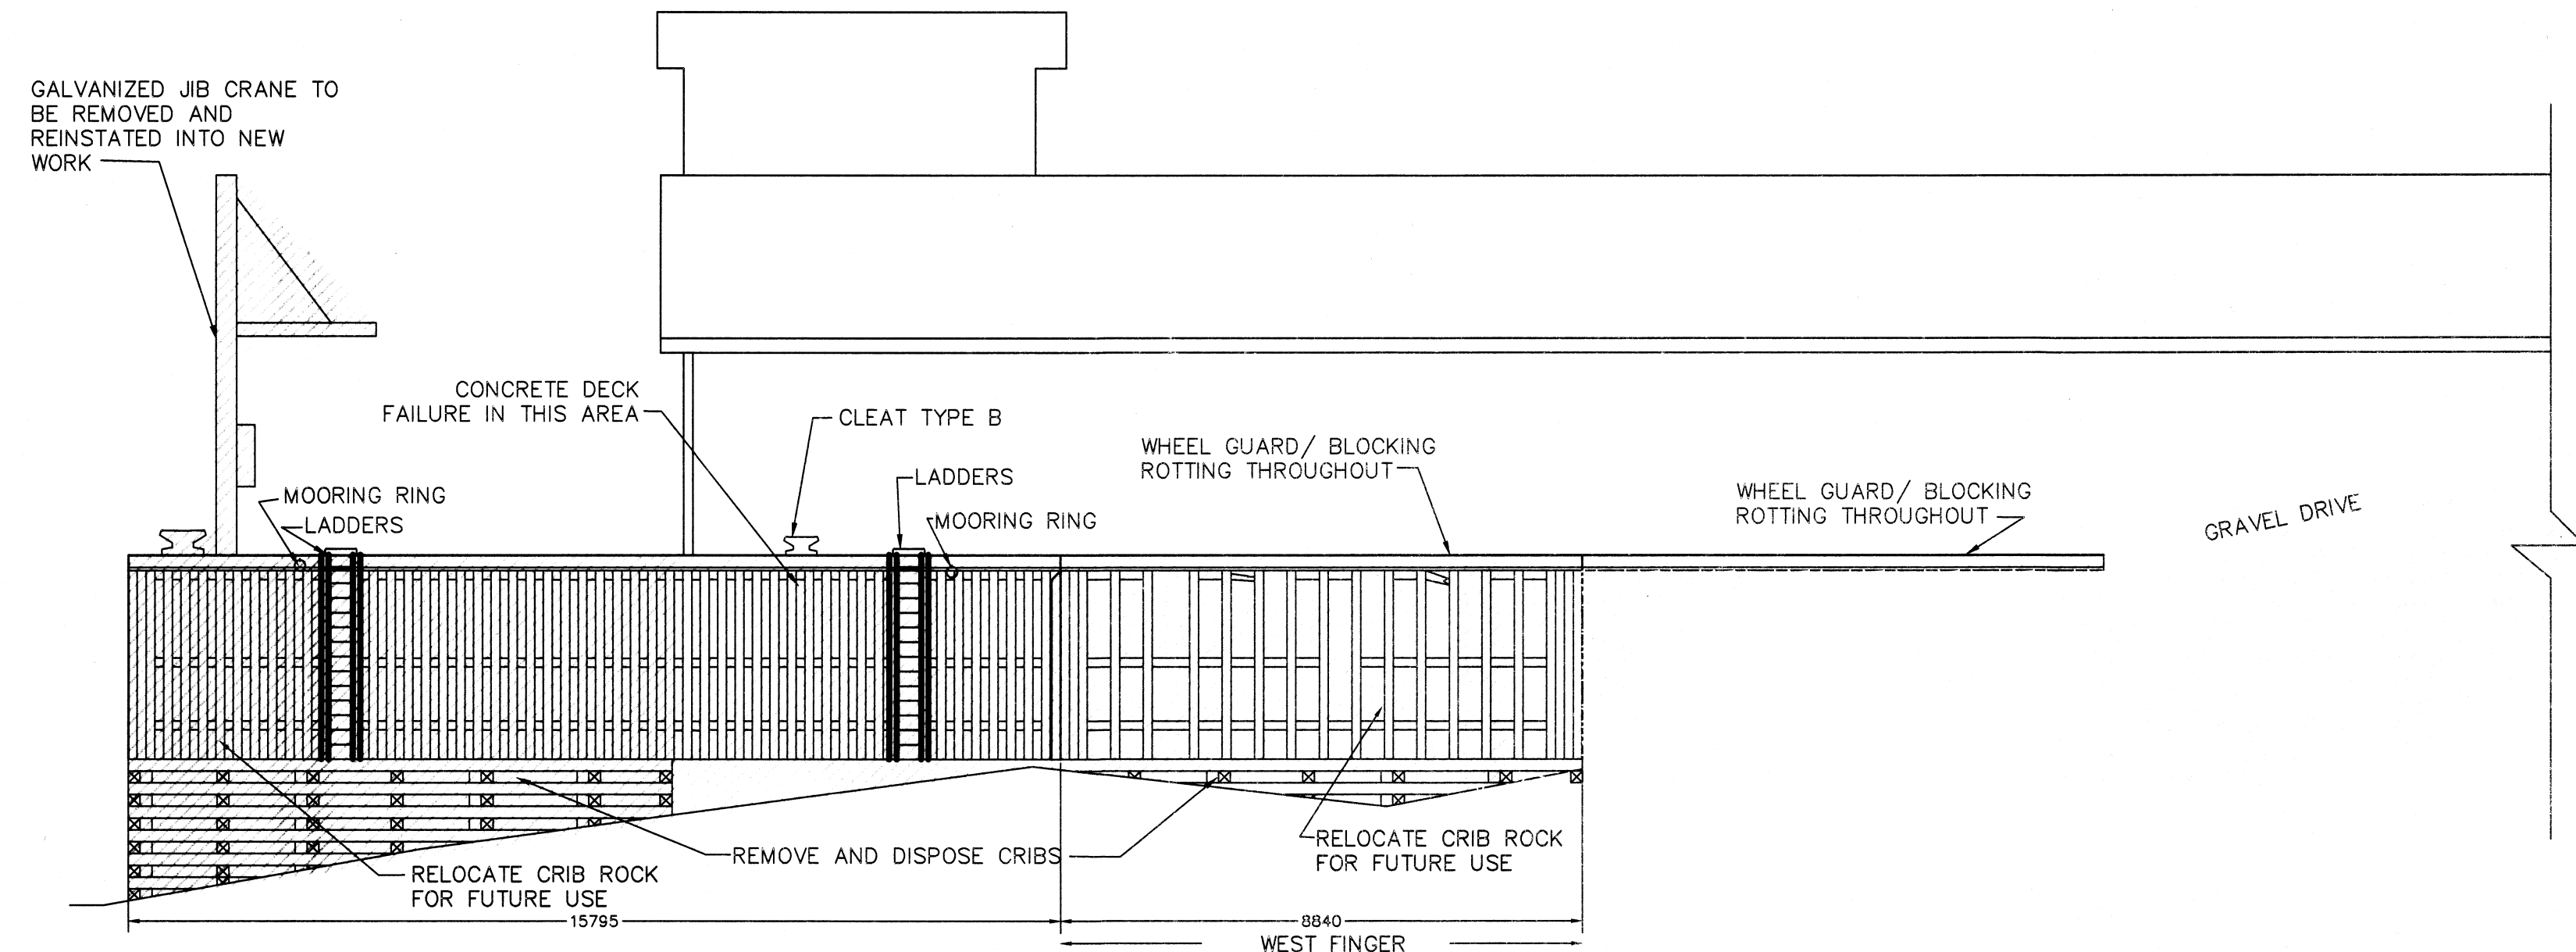 GALVANIZED JIB CRANE TO
BE REMOVED AND
REINSTATED INTO NEW
WORK
CONCRETE DECK
FAILURE IN THIS AREA
CLEAT TYPE B
WHEEL GUARD/ BLOCKING
ROTTING THROUGHOUT
LADDERS
MOORING RING
LADDERS
MOORING RING
WHEEL GUARD/ BLOCKING
ROTTING THROUGHOUT
GRAVEL DRIVE
REMOVE AND DISPOSE CRIBS
RELOCATE CRIB ROCK
FOR FUTURE USE
RELOCATE CRIB ROCK
FOR FUTURE USE
15795
8840
WEST FINGER